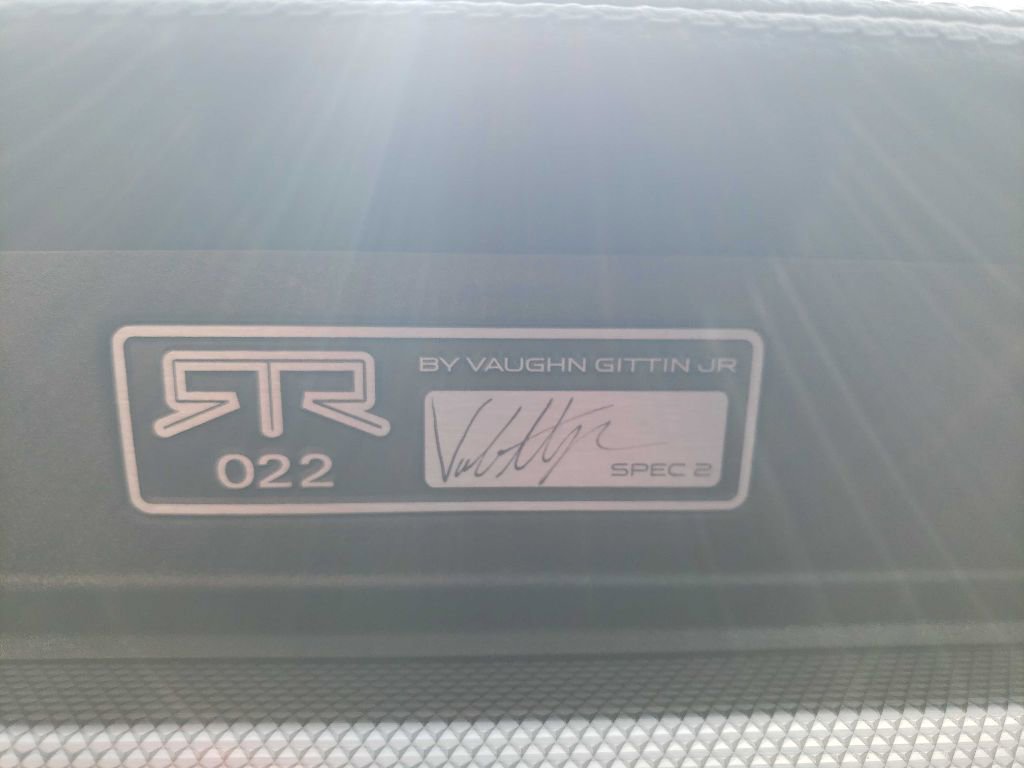 RTR
022
BY VAUGHN GITTIN JR
SPEC 2